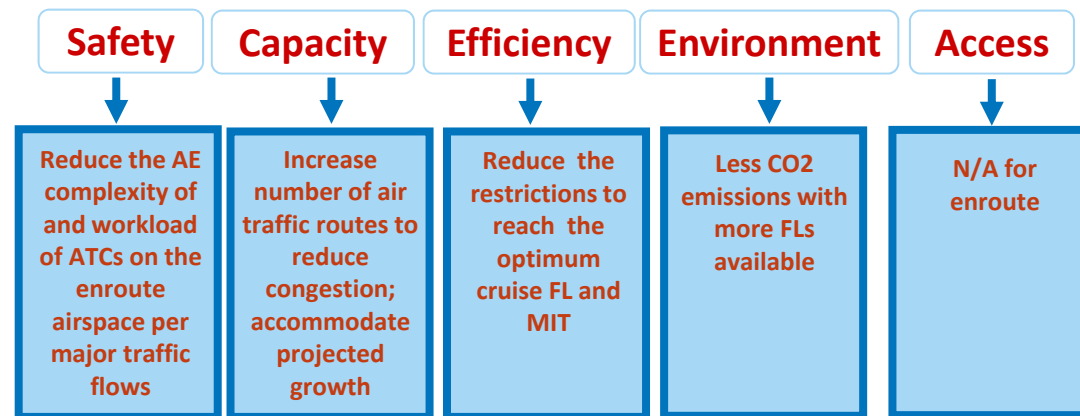 Safety
Capacity
Efficiency
Environment
Access
Reduce the AE
complexity of
and workload
of ATCs on the
enroute
airspace per
major traffic
flows
Increase
number of air
traffic routes to
reduce
congestion;
accommodate
projected
growth
Reduce the
restrictions to
reach the
optimum
cruise FL and
MIT
Less CO2
emissions with
more FLs
available
N/A for
enroute